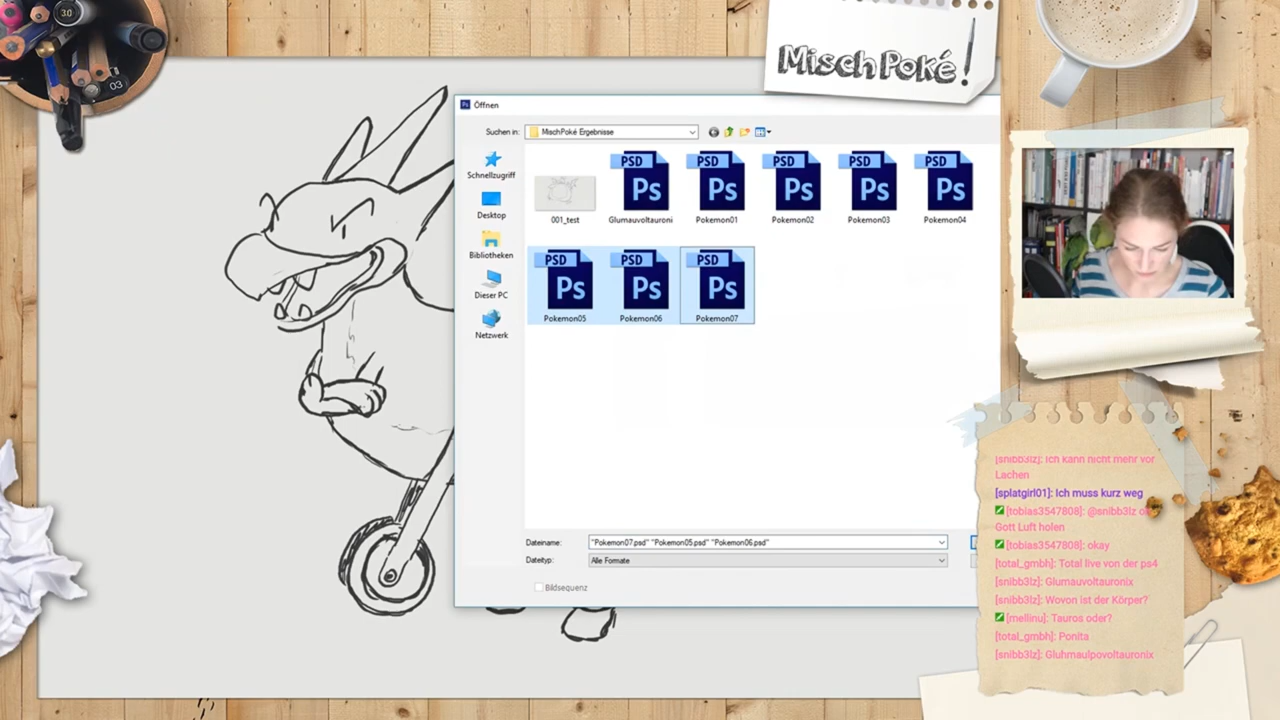 30
03
MischPoké!
Öffnen
Suchen in:
MischPoké Ergebnisse
Schnellzugriff
Desktop
Bibliotheken
Dieser PC
Netzwerk
PSD PSD PSD PSD PSD
Ps Ps Ps Ps Ps
001_test Glumauvoltauroni Pokemon01 Pokemon02 Pokemon03 Pokemon04
PSD PSD PSD
Ps Ps Ps
Pokemon05 Pokemon06 Pokemon07
Dateiname: "Pokemon07.psd" "Pokemon05.psd" "Pokemon06.psd"
Dateityp: Alle Formate
Bildsequenz
[snibb3lz]: Ich kann nicht mehr vor
Lachen
[splatgirl01]: Ich muss kurz weg
[tobias3547808]: @snibb3lz
Gott Luft holen
[tobias3547808]: okay
[total_gmbh]: Total live von der ps4
[snibb3lz]: Glumauvoltauronix
[snibb3lz]: Wovon ist der Körper?
[mellinu]: Tauros oder?
[total_gmbh]: Ponita
[snibb3lz]: Gluhmaulpovoltauronix